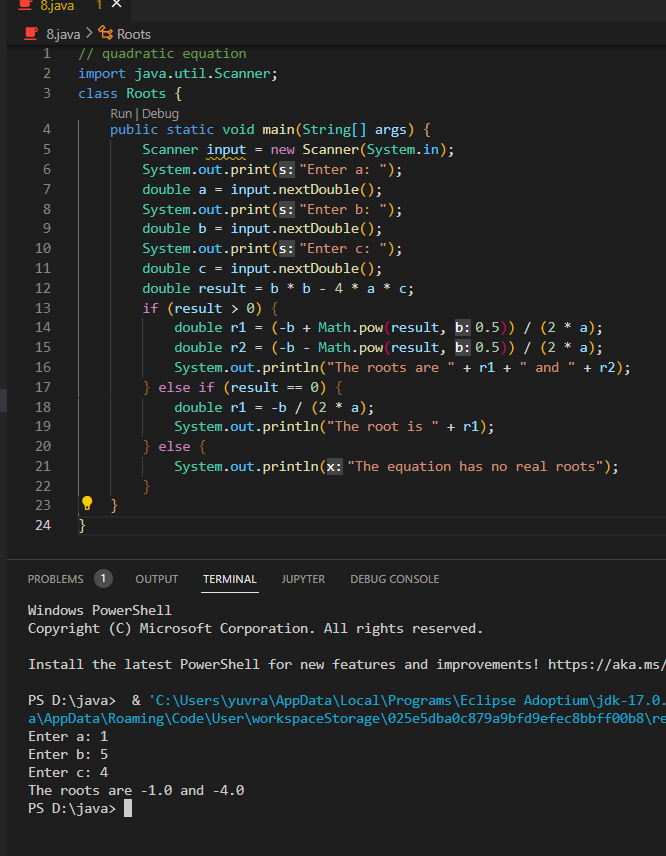 8.java 1 ✕
8.java > Roots
1 // quadratic equation
2 import java.util.Scanner;
3 class Roots {
Run | Debug
4 public static void main(String[] args) {
5 Scanner input = new Scanner(System.in);
6 System.out.print(s: "Enter a: ");
7 double a = input.nextDouble();
8 System.out.print(s: "Enter b: ");
9 double b = input.nextDouble();
10 System.out.print(s: "Enter c: ");
11 double c = input.nextDouble();
12 double result = b * b - 4 * a * c;
13 if (result > 0) {
14 double r1 = (-b + Math.pow(result, b: 0.5)) / (2 * a);
15 double r2 = (-b - Math.pow(result, b: 0.5)) / (2 * a);
16 System.out.println("The roots are " + r1 + " and " + r2);
17 } else if (result == 0) {
18 double r1 = -b / (2 * a);
19 System.out.println("The root is " + r1);
20 } else {
21 System.out.println(x: "The equation has no real roots");
22 }
23 }
24 }
PROBLEMS 1 OUTPUT TERMINAL JUPYTER DEBUG CONSOLE
Windows PowerShell
Copyright (C) Microsoft Corporation. All rights reserved.
Install the latest PowerShell for new features and improvements! https://aka.ms/
PS D:\java> & 'C:\Users\yuvra\AppData\Local\Programs\Eclipse Adoptium\jdk-17.0.
a\AppData\Roaming\Code\User\workspaceStorage\025e5dba0c879a9bfd9efec8bbff00b8\re
Enter a: 1
Enter b: 5
Enter c: 4
The roots are -1.0 and -4.0
PS D:\java>